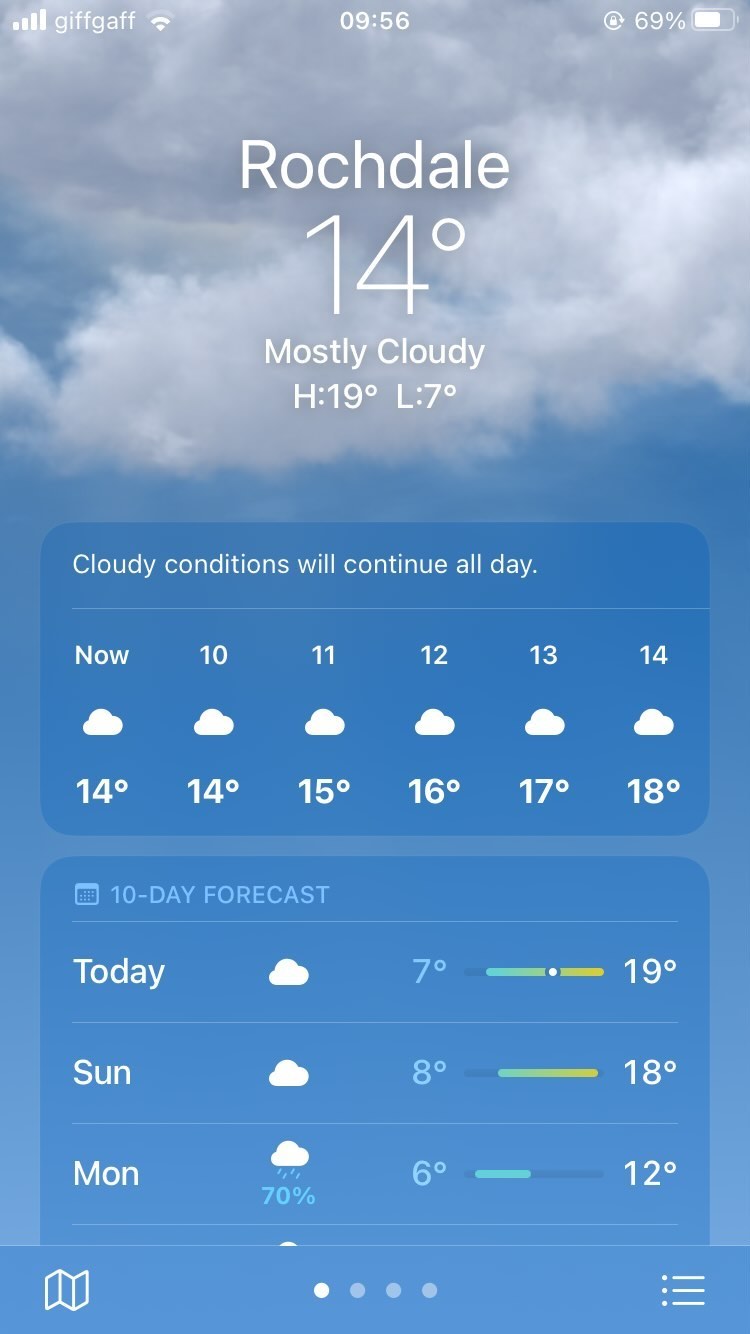 giffgaff 09:56 69%
Rochdale
14°
Mostly Cloudy
H:19° L:7°
Cloudy conditions will continue all day.
Now 10 11 12 13 14
14° 14° 15° 16° 17° 18°
10-DAY FORECAST
Today 7° 19°
Sun 8° 18°
Mon 70% 6° 12°